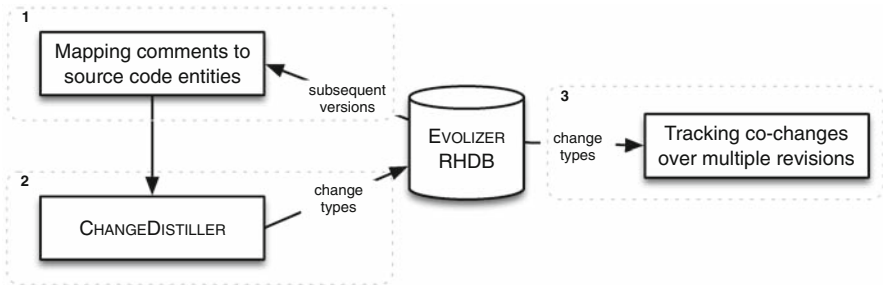 1
Mapping comments to
source code entities
subsequent
versions
2
CHANGEDISTILLER
change
types
EVOLIZER
RHDB
3
change
types
Tracking co-changes
over multiple revisions